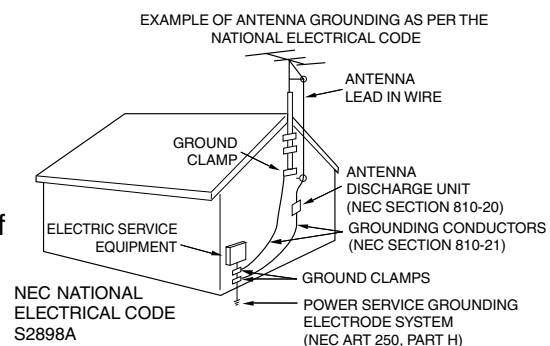 EXAMPLE OF ANTENNA GROUNDING AS PER THE
NATIONAL ELECTRICAL CODE
ANTENNA
LEAD IN WIRE
GROUND
CLAMP
ANTENNA
DISCHARGE UNIT
(NEC SECTION 810-20)
f
ELECTRIC SERVICE
EQUIPMENT
GROUNDING CONDUCTORS
(NEC SECTION 810-21)
GROUND CLAMPS
NEC NATIONAL
ELECTRICAL CODE
S2898A
POWER SERVICE GROUNDING
ELECTRODE SYSTEM
(NEC ART 250, PART H)